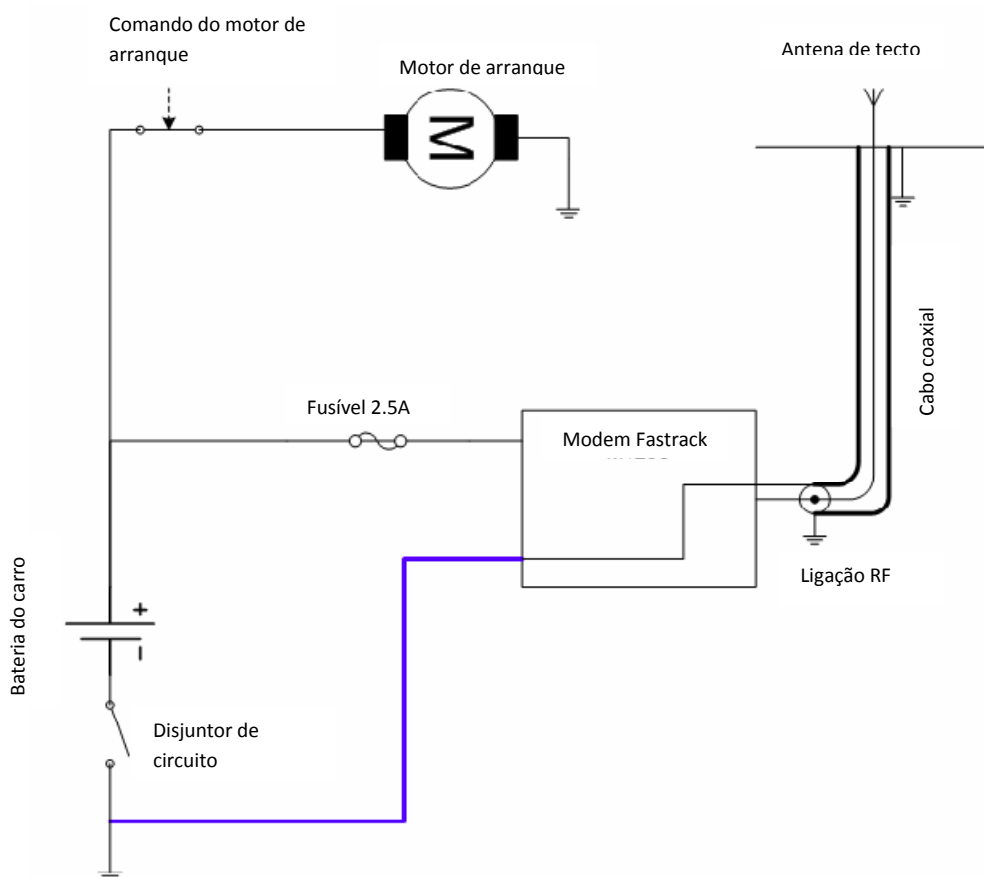 Comando do motor de
arranque
Motor de arranque
M
Antena de tecto
Cabo coaxial
Fusível 2.5A
Modem Fastrack
Ligação RF
Bateria do carro
+
–
Disjuntor de
circuito